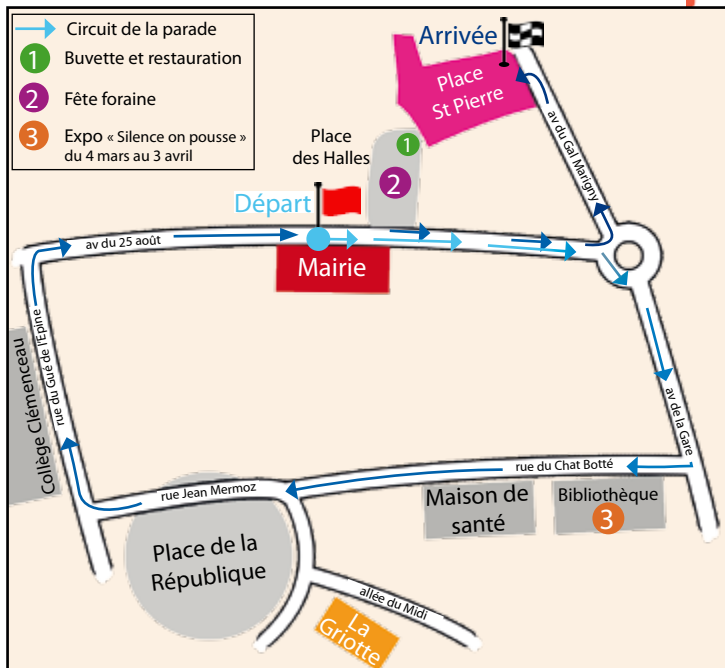 Circuit de la parade
1 Buvette et restauration
2 Fête foraine
3 Expo « Silence on pousse »
du 4 mars au 3 avril
Arrivée
Place
St Pierre
Place
des Halles
1
2
av du Gal Marigny
Départ
av du 25 août
Mairie
rue du Gué de l'Epine
Collège Clémenceau
av de la Gare
rue du Chat Botté
rue Jean Mermoz
Maison de
santé
Bibliothèque
3
Place de la
République
allée du Midi
La
Griotte